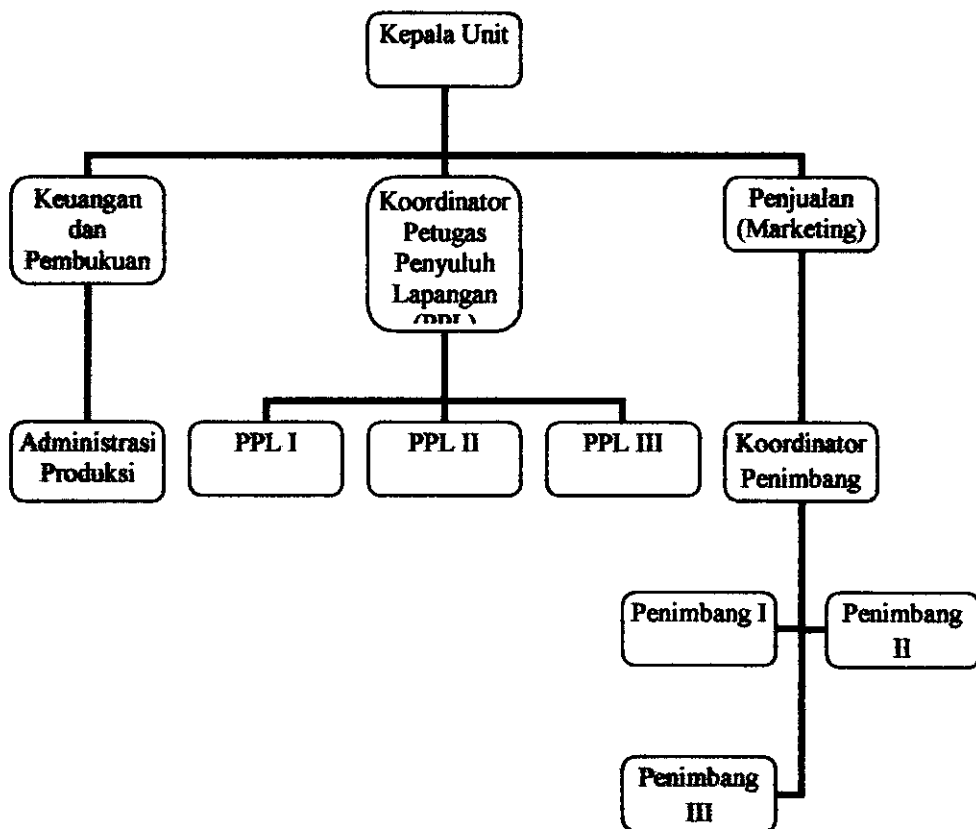 Kepala Unit
Keuangan
dan
Pembukuan
Koordinator
Petugas
Penyuluh
Lapangan
(PPL)
Penjualan
(Marketing)
Administrasi
Produksi
PPL I
PPL II
PPL III
Koordinator
Penimbang
Penimbang I
Penimbang
II
Penimbang
III